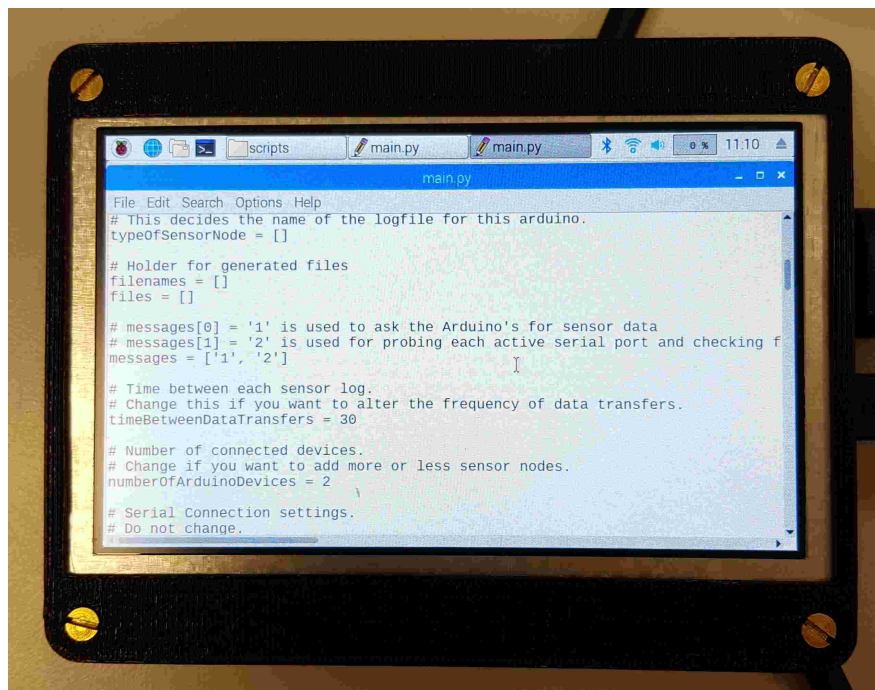 scripts main.py main.py 0 % 11:10
main.py
File Edit Search Options Help
# This decides the name of the logfile for this arduino.
typeOfSensorNode = []
# Holder for generated files
filenames = []
files = []
# messages[0] = '1' is used to ask the Arduino's for sensor data
# messages[1] = '2' is used for probing each active serial port and checking f
messages = ['1', '2']
# Time between each sensor log.
# Change this if you want to alter the frequency of data transfers.
timeBetweenDataTransfers = 30
# Number of connected devices.
# Change if you want to add more or less sensor nodes.
numberOfArduinoDevices = 2
# Serial Connection settings.
# Do not change.